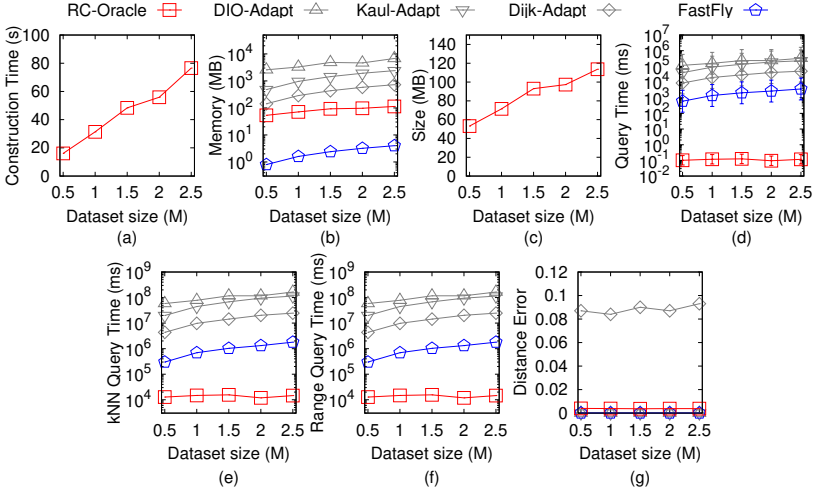 RC-Oracle DIO-Adapt Kaul-Adapt Dijk-Adapt FastFly
Construction Time (s)
100
80
60
40
20
0
0.5 1 1.5 2 2.5
Dataset size (M)
(a)
Memory (MB)
10^4
10^3
10^2
10^1
10^0
0.5 1 1.5 2 2.5
Dataset size (M)
(b)
Size (MB)
140
120
100
80
60
40
20
0
0.5 1 1.5 2 2.5
Dataset size (M)
(c)
Query Time (ms)
10^7
10^6
10^5
10^4
10^3
10^2
10^1
10^0
10^-1
10^-2
0.5 1 1.5 2 2.5
Dataset size (M)
(d)
kNN Query Time (ms)
10^9
10^8
10^7
10^6
10^5
10^4
0.5 1 1.5 2 2.5
Dataset size (M)
(e)
Range Query Time (ms)
10^9
10^8
10^7
10^6
10^5
10^4
0.5 1 1.5 2 2.5
Dataset size (M)
(f)
Distance Error
0.12
0.1
0.08
0.06
0.04
0.02
0
0.5 1 1.5 2 2.5
Dataset size (M)
(g)